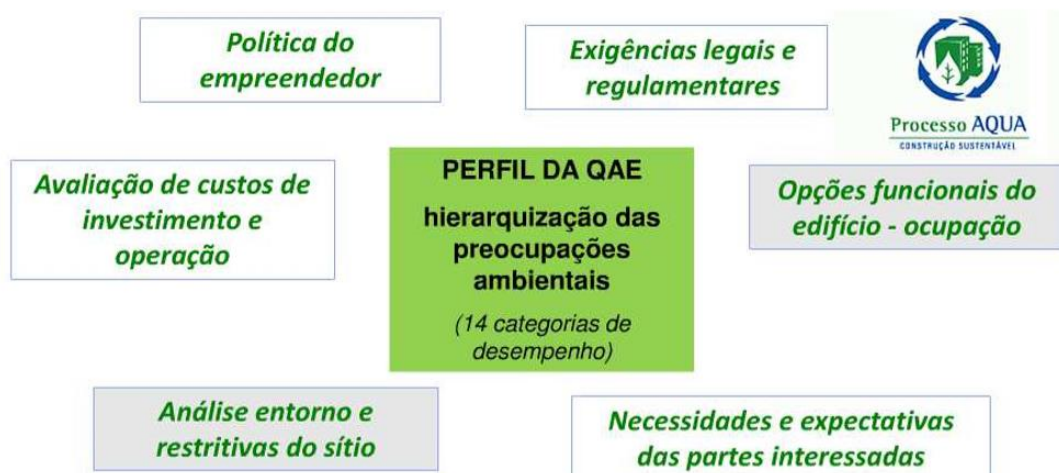 Política do
empreendedor
Exigências legais e
regulamentares
Processo AQUA
CONSTRUÇÃO SUSTENTÁVEL
Avaliação de custos de
investimento e
operação
PERFIL DA QAE
hierarquização das
preocupações
ambientais
(14 categorias de
desempenho)
Opções funcionais do
edifício - ocupação
Análise entorno e
restritivas do sítio
Necessidades e expectativas
das partes interessadas